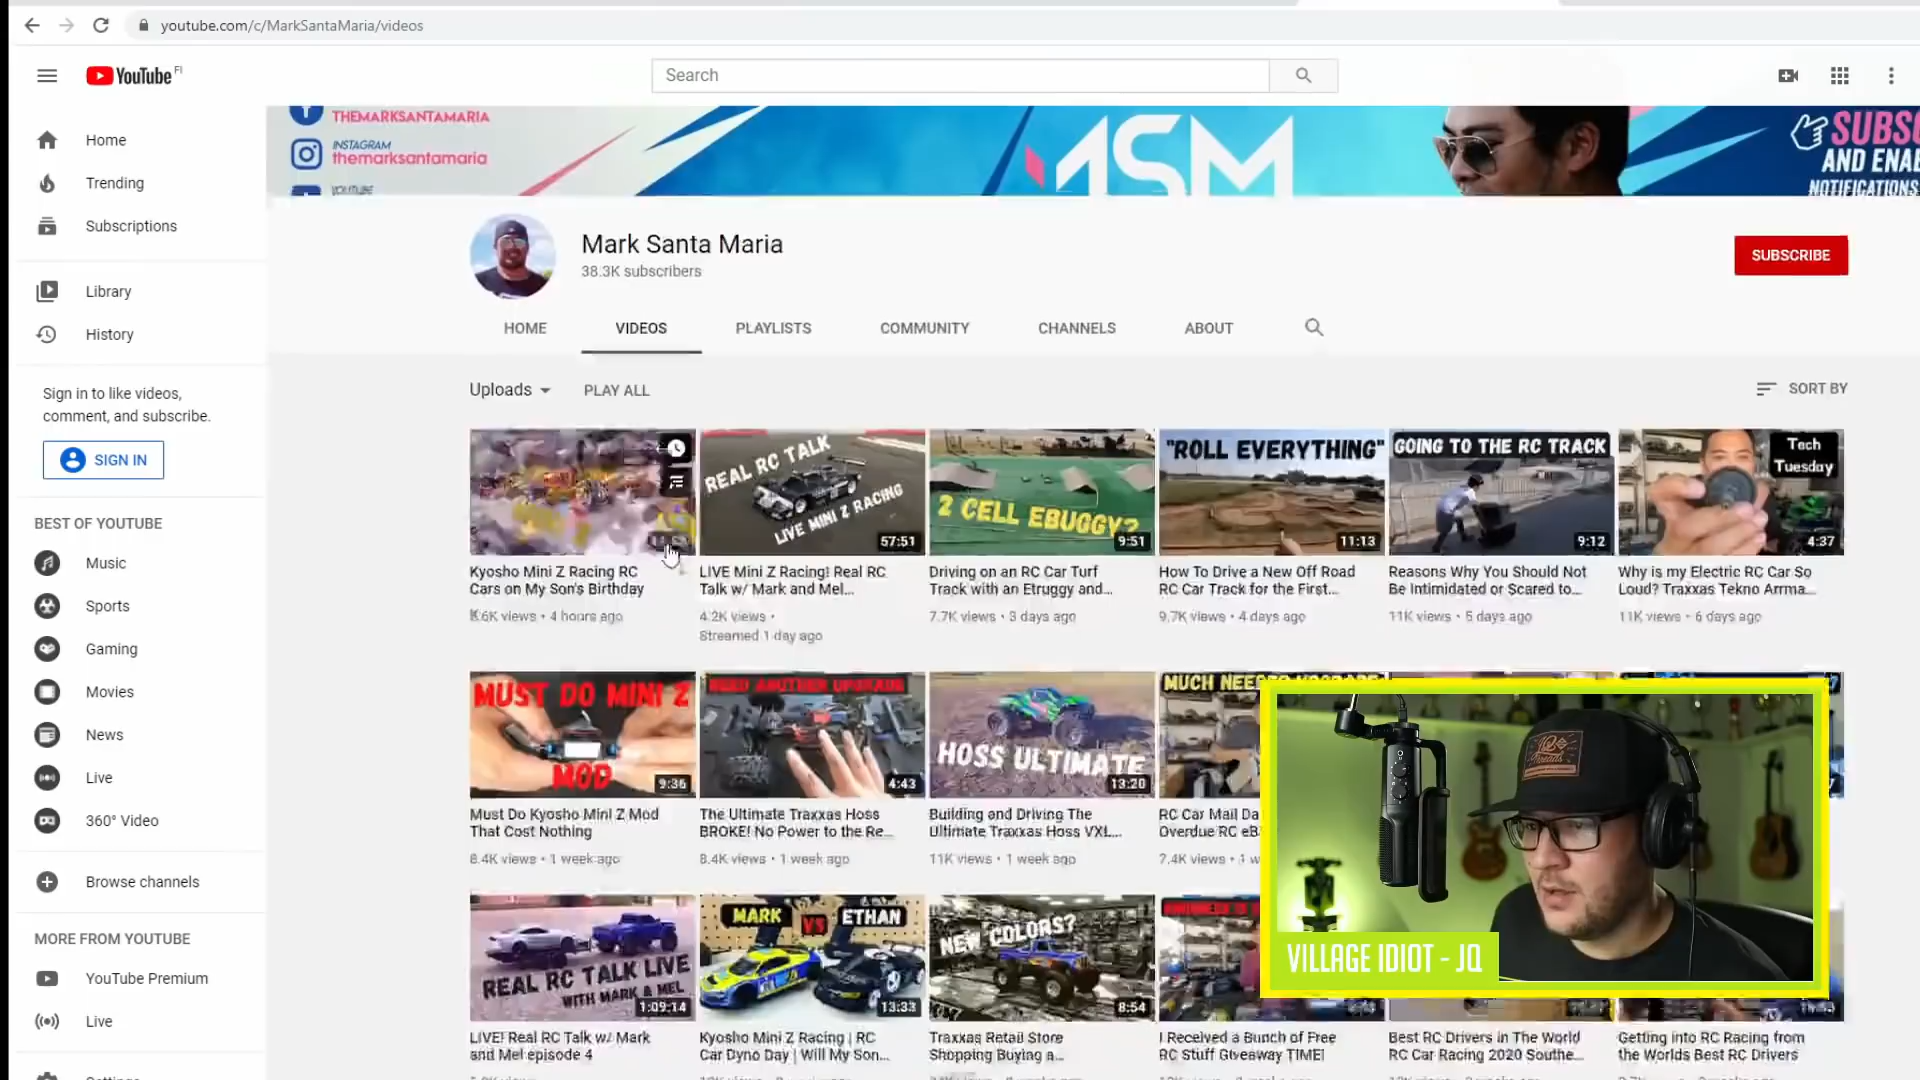 youtube.com/c/MarkSantaMaria/videos
YouTube FI
Search
THEMARKSANTAMARIA
INSTAGRAM
themarksantamaria
YOUTUBE
AND ENAB
NOTIFICATIONS
Home
Trending
Subscriptions
Library
History
Sign in to like videos,
comment, and subscribe.
SIGN IN
BEST OF YOUTUBE
Music
Sports
Gaming
Movies
News
Live
360° Video
Browse channels
MORE FROM YOUTUBE
YouTube Premium
Live
Mark Santa Maria
38.3K subscribers
SUBSCRIBE
HOME
VIDEOS
PLAYLISTS
COMMUNITY
CHANNELS
ABOUT
Uploads
PLAY ALL
SORT BY
REAL RC TALK
LIVE MINI Z RACING
57:51
2 CELL EBUGGY?
9:51
"ROLL EVERYTHING"
11:13
GOING TO THE RC TRACK
9:12
Tech
Tuesday
4:37
Kyosho Mini Z Racing RC
Cars on My Son's Birthday
4 hours ago
LIVE Mini Z Racing! Real RC
Talk w/ Mark and Mel...
4.2K views •
Streamed 1 day ago
Driving on an RC Car Turf
Track with an Etruggy and...
7.7K views • 3 days ago
How To Drive a New Off Road
RC Car Track for the First...
9.7K views • 4 days ago
Reasons Why You Should Not
Be Intimidated or Scared to...
11K views • 5 days ago
Why is my Electric RC Car So
Loud? Traxxas Tekno Arrma...
11K views • 6 days ago
MUST DO MINI Z
MOD
9:36
NEED ANOTHER UPGRADE
4:43
HOSS ULTIMATE
13:20
MUCH NEEDED
Must Do Kyosho Mini Z Mod
That Cost Nothing
8.4K views • 1 week ago
The Ultimate Traxxas Hoss
BROKE! No Power to the Re...
8.4K views • 1 week ago
Building and Driving The
Ultimate Traxxas Hoss VXL...
11K views • 1 week ago
RC Car Mail Da
Overdue RC eB
7.4K views • 1 w
VILLAGE IDIOT - JQ
REAL RC TALK LIVE
WITH MARK & MEL
1:09:14
MARK VS ETHAN
13:33
NEW COLORS?
8:54
LIVE! Real RC Talk w/ Mark
and Mel episode 4
Kyosho Mini Z Racing | RC
Car Dyno Day | Will My Son...
Traxxas Retail Store
Shopping Buying a...
I Received a Bunch of Free
RC Stuff Giveaway TIME!
Best RC Drivers in The World
RC Car Racing 2020 Southe...
Getting into RC Racing from
the Worlds Best RC Drivers